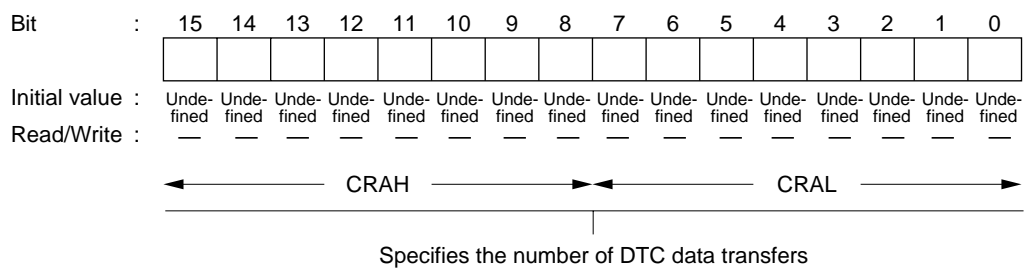 Bit : 15 14 13 12 11 10 9 8 7 6 5 4 3 2 1 0
Initial value : Unde- Unde- Unde- Unde- Unde- Unde- Unde- Unde- Unde- Unde- Unde- Unde- Unde- Unde- Unde- Unde-
fined fined fined fined fined fined fined fined fined fined fined fined fined fined fined fined
Read/Write : — — — — — — — — — — — — — — — —
CRAH CRAL
Specifies the number of DTC data transfers